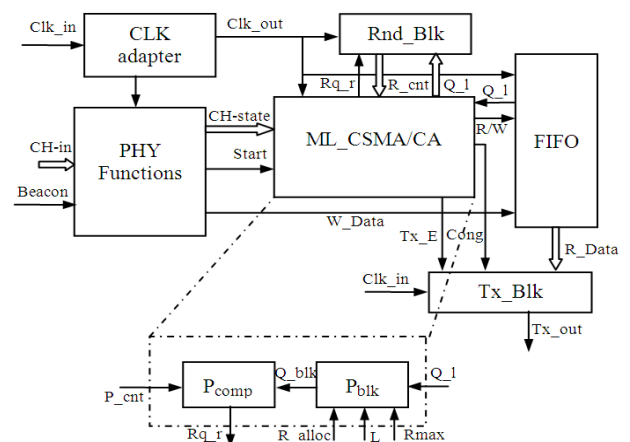 Clk_in
CLK
adapter
Clk_out
Rnd_Blk
Rq_r
R_cnt
Q_l
Q_l
R/W
FIFO
CH-state
ML_CSMA/CA
CH-in
PHY
Functions
Start
Beacon
W_Data
Tx_E
Cong
R_Data
Clk_in
Tx_Blk
Tx_out
P_cnt
Pcomp
Q_blk
Pblk
Q_l
Rq_r
R_alloc
L
Rmax